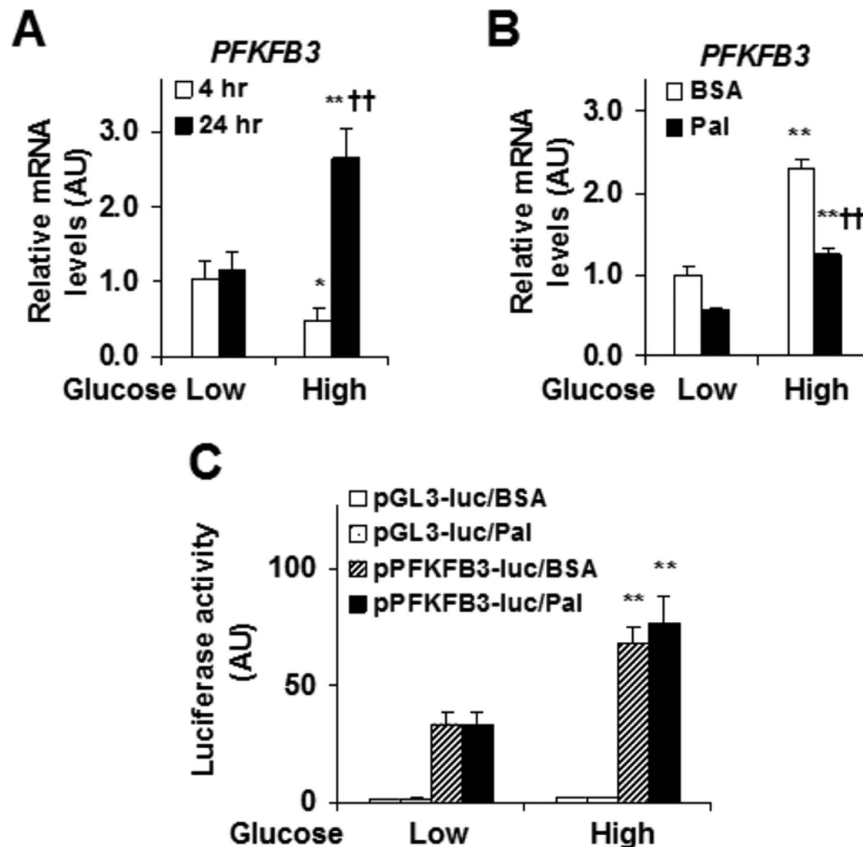 A
PFKFB3
4 hr
24 hr
**††
*
Relative mRNA
levels (AU)
3.0
2.0
1.0
0.0
Glucose Low High
B
PFKFB3
BSA
Pal
**
**††
Relative mRNA
levels (AU)
3.0
2.0
1.0
0.0
Glucose Low High
C
pGL3-luc/BSA
pGL3-luc/Pal
pPFKFB3-luc/BSA
pPFKFB3-luc/Pal
**
**
Luciferase activity
(AU)
100
50
0
Glucose Low High